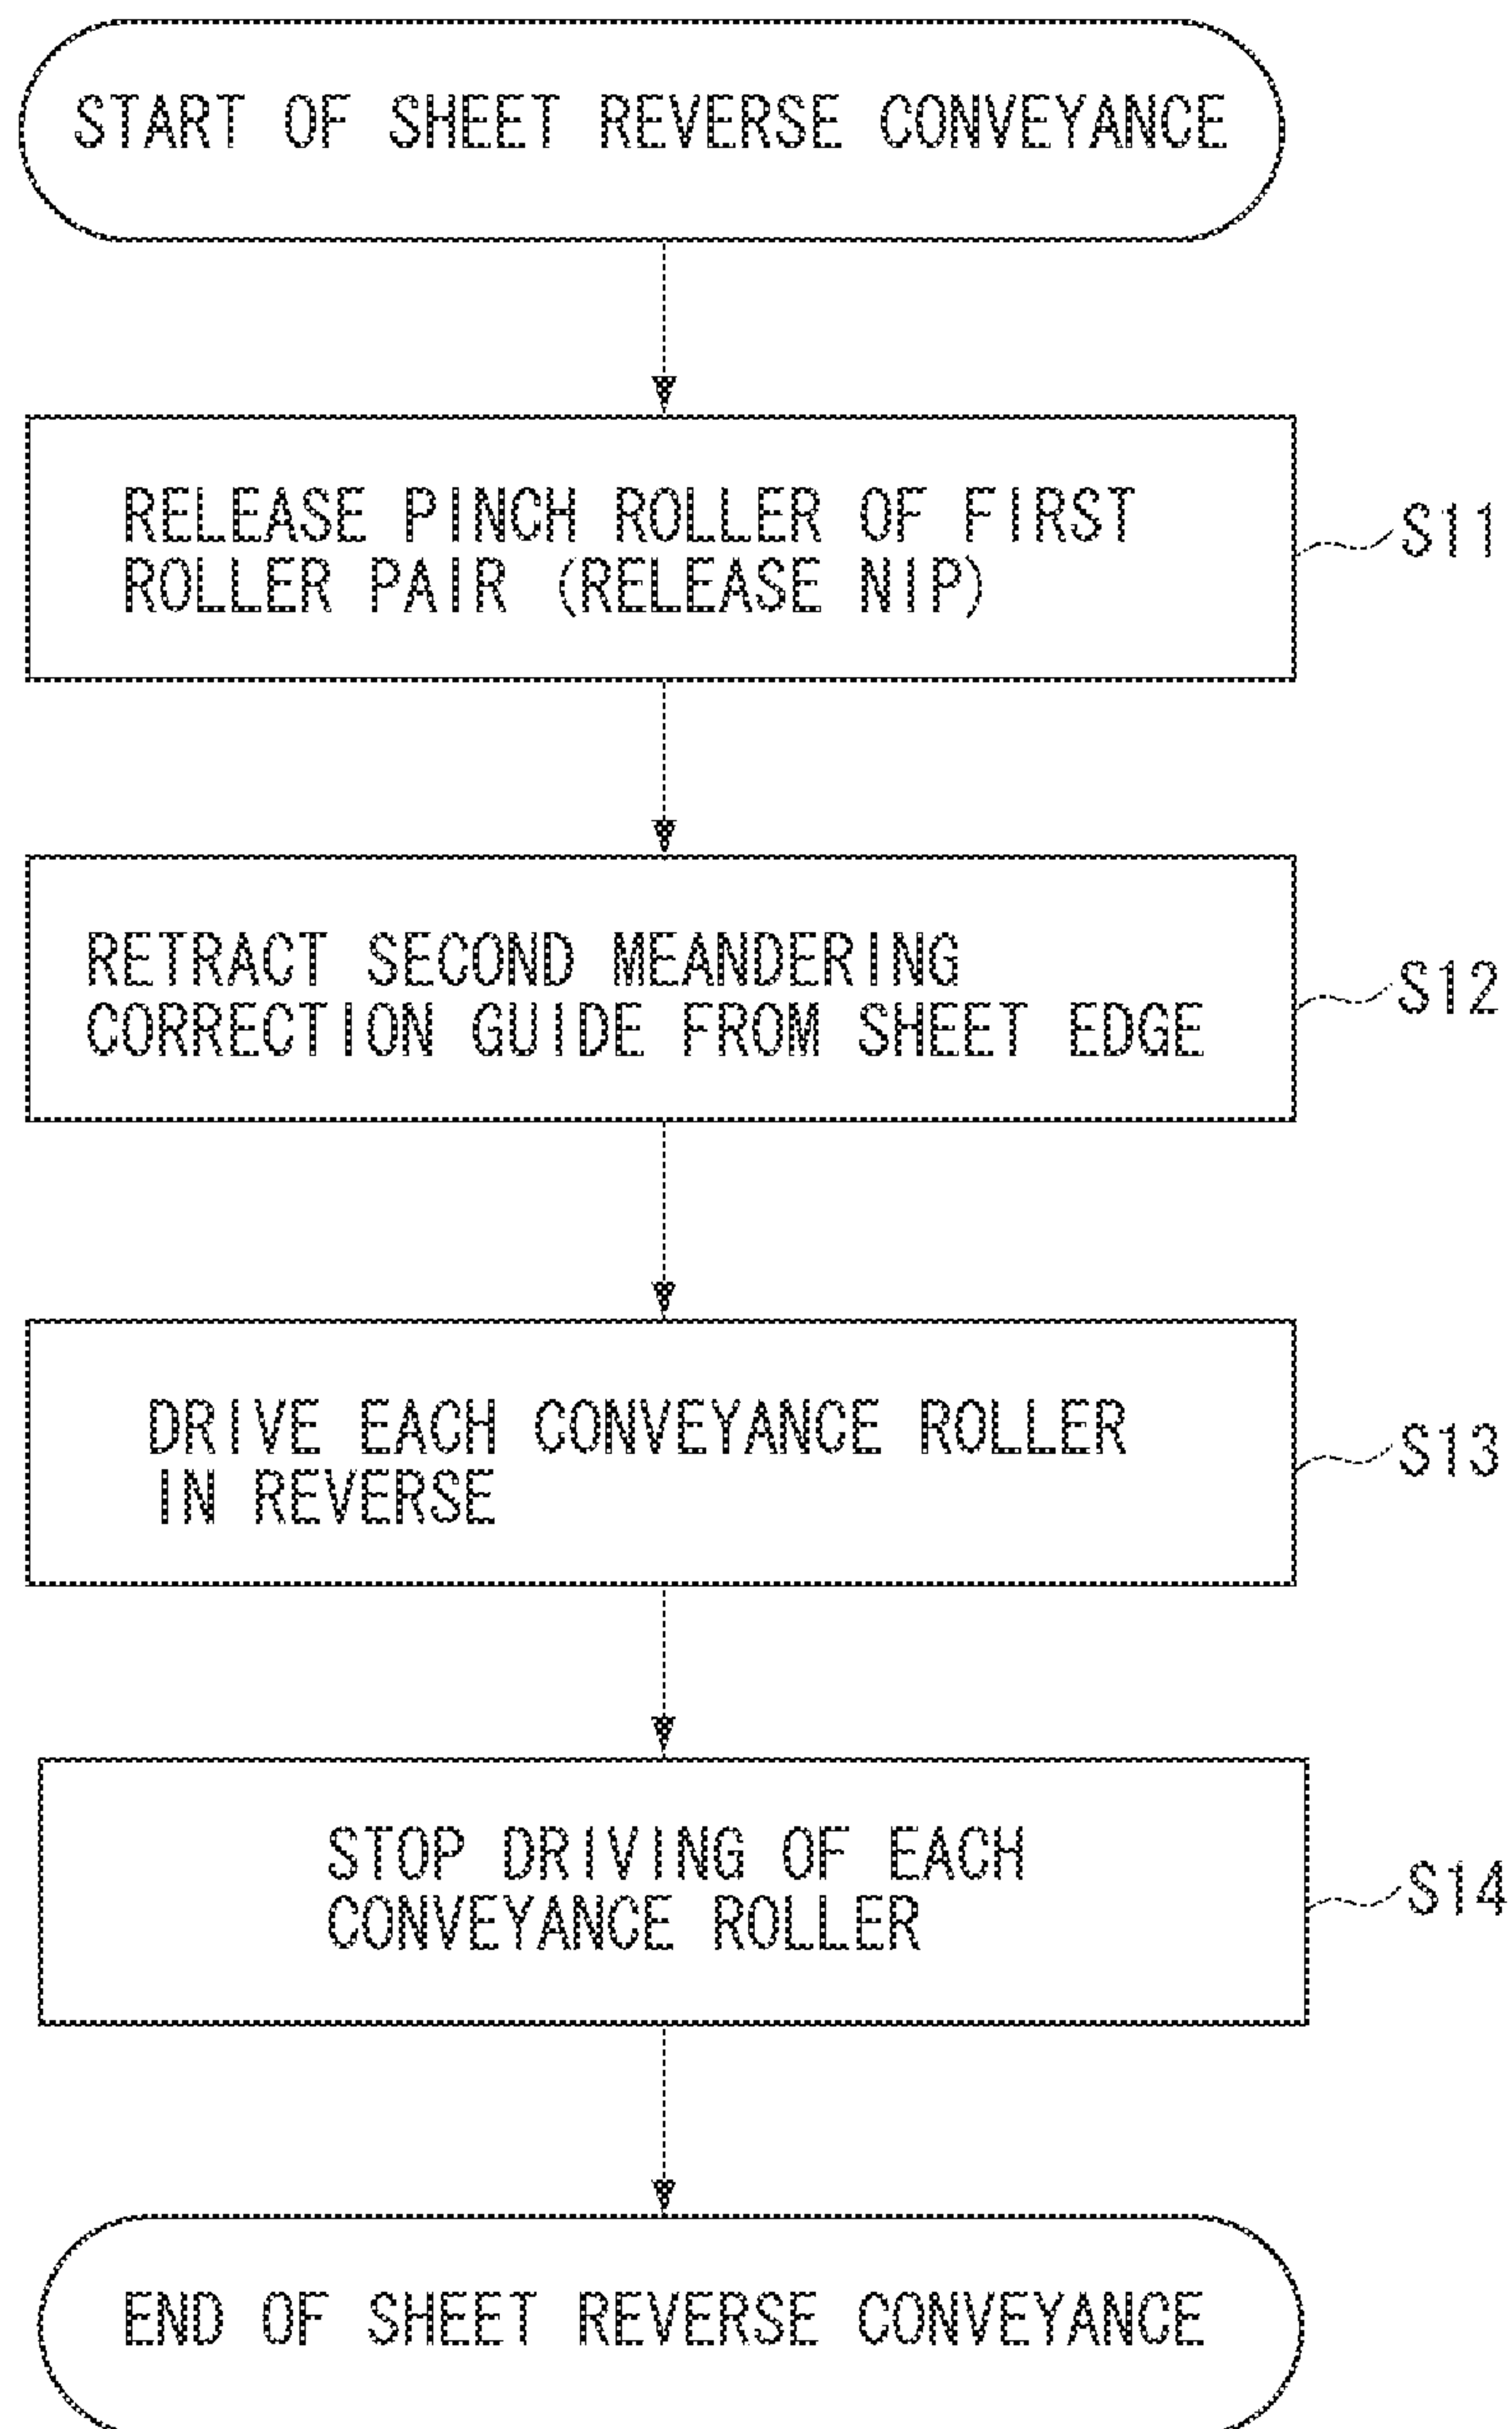 START OF SHEET REVERSE CONVEYANCE
RELEASE PINCH ROLLER OF FIRST
ROLLER PAIR (RELEASE NIP)
S11
RETRACT SECOND MEANDERING
CORRECTION GUIDE FROM SHEET EDGE
S12
DRIVE EACH CONVEYANCE ROLLER
IN REVERSE
S13
STOP DRIVING OF EACH
CONVEYANCE ROLLER
S14
END OF SHEET REVERSE CONVEYANCE